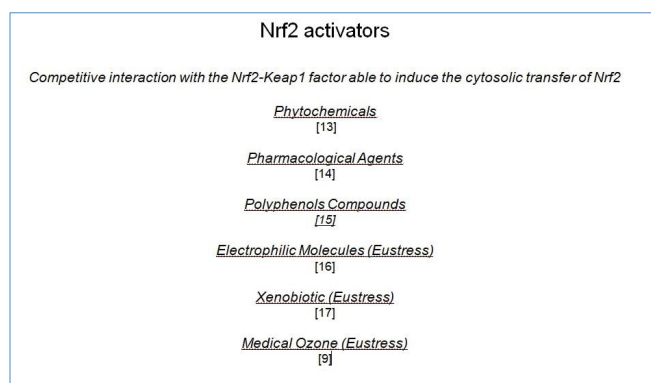 Nrf2 activators
Competitive interaction with the Nrf2-Keap1 factor able to induce the cytosolic transfer of Nrf2
Phytochemicals
[13]
Pharmacological Agents
[14]
Polyphenols Compounds
[15]
Electrophilic Molecules (Eustress)
[16]
Xenobiotic (Eustress)
[17]
Medical Ozone (Eustress)
[9]